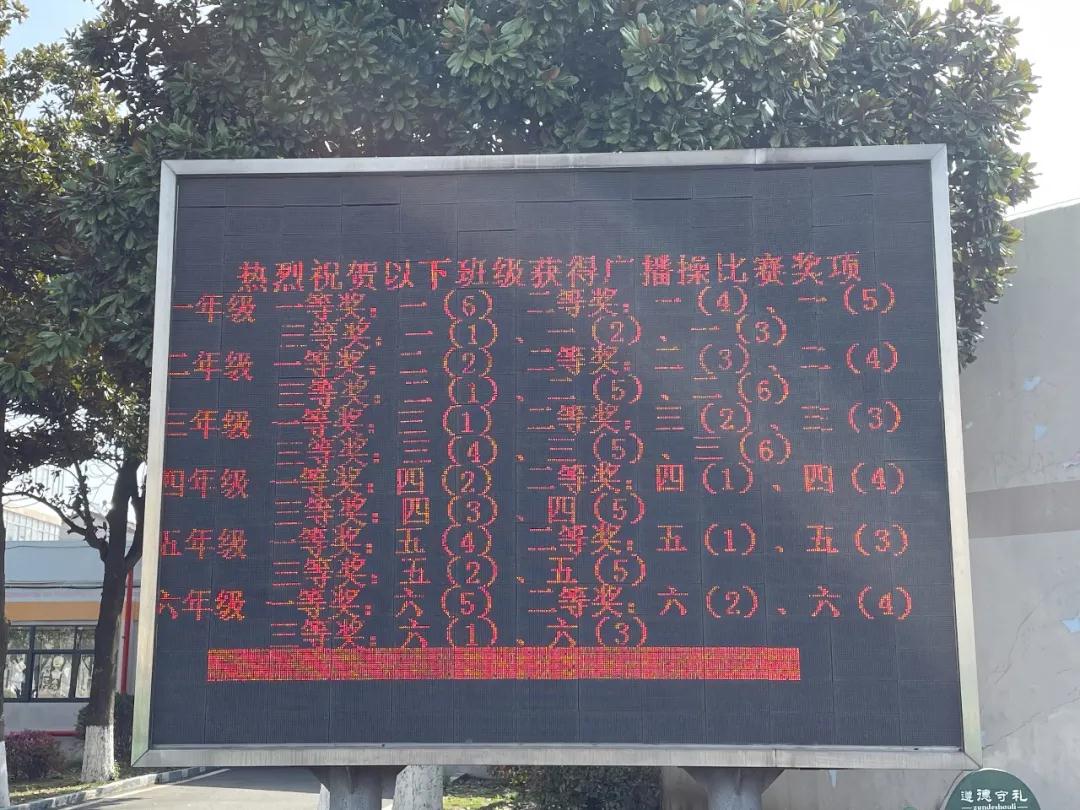 热烈祝贺以下班级获得广播操比赛奖项
一年级 一等奖：一（6） 二等奖：一（4）、一（5）
三等奖：一（1）、一（2）、一（3）
二年级 一等奖：二（2） 二等奖：二（3）、二（4）
三等奖：二（1）、二（5）、二（6）
三年级 一等奖：三（1） 二等奖：三（2）、三（3）
三等奖：三（4）、三（5）、三（6）
四年级 一等奖：四（2） 二等奖：四（1）、四（4）
三等奖：四（3）、四（5）
五年级 一等奖：五（4） 二等奖：五（1）、五（3）
三等奖：五（2）、五（5）
六年级 一等奖：六（5） 二等奖：六（2）、六（4）
三等奖：六（1）、六（3）
道德守礼